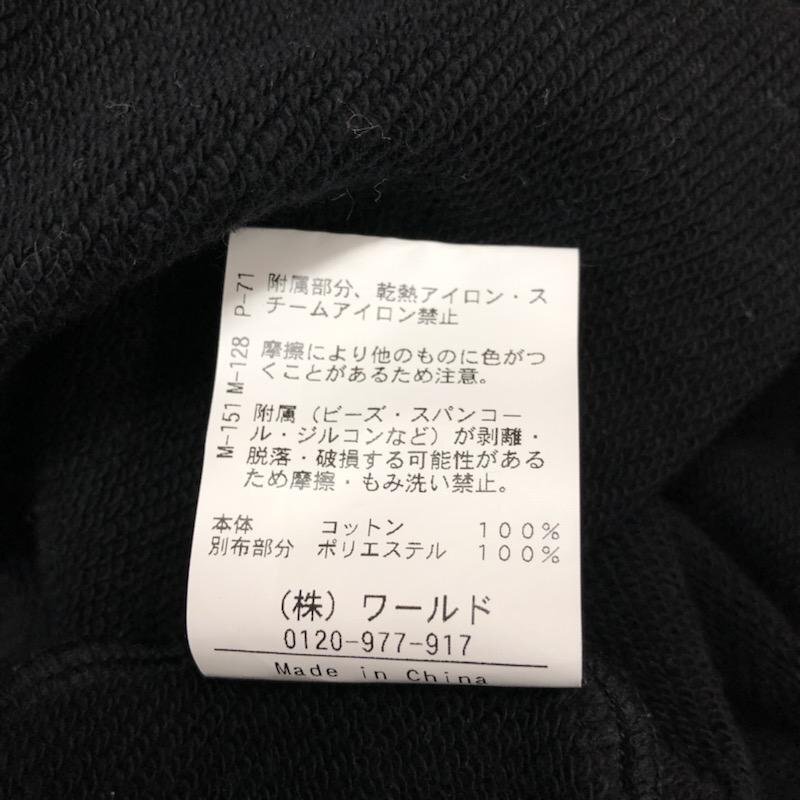 P-71 附属部分、乾熱アイロン・ス
チームアイロン禁止
M-128 摩擦により他のものに色がつ
くことがあるため注意。
M-151 附属（ビーズ・スパンコー
ル・ジルコンなど）が剥離・
脱落・破損する可能性がある
ため摩擦・もみ洗い禁止。
本体 コットン 100%
別布部分 ポリエステル 100%
（株）ワールド
0120-977-917
Made in China